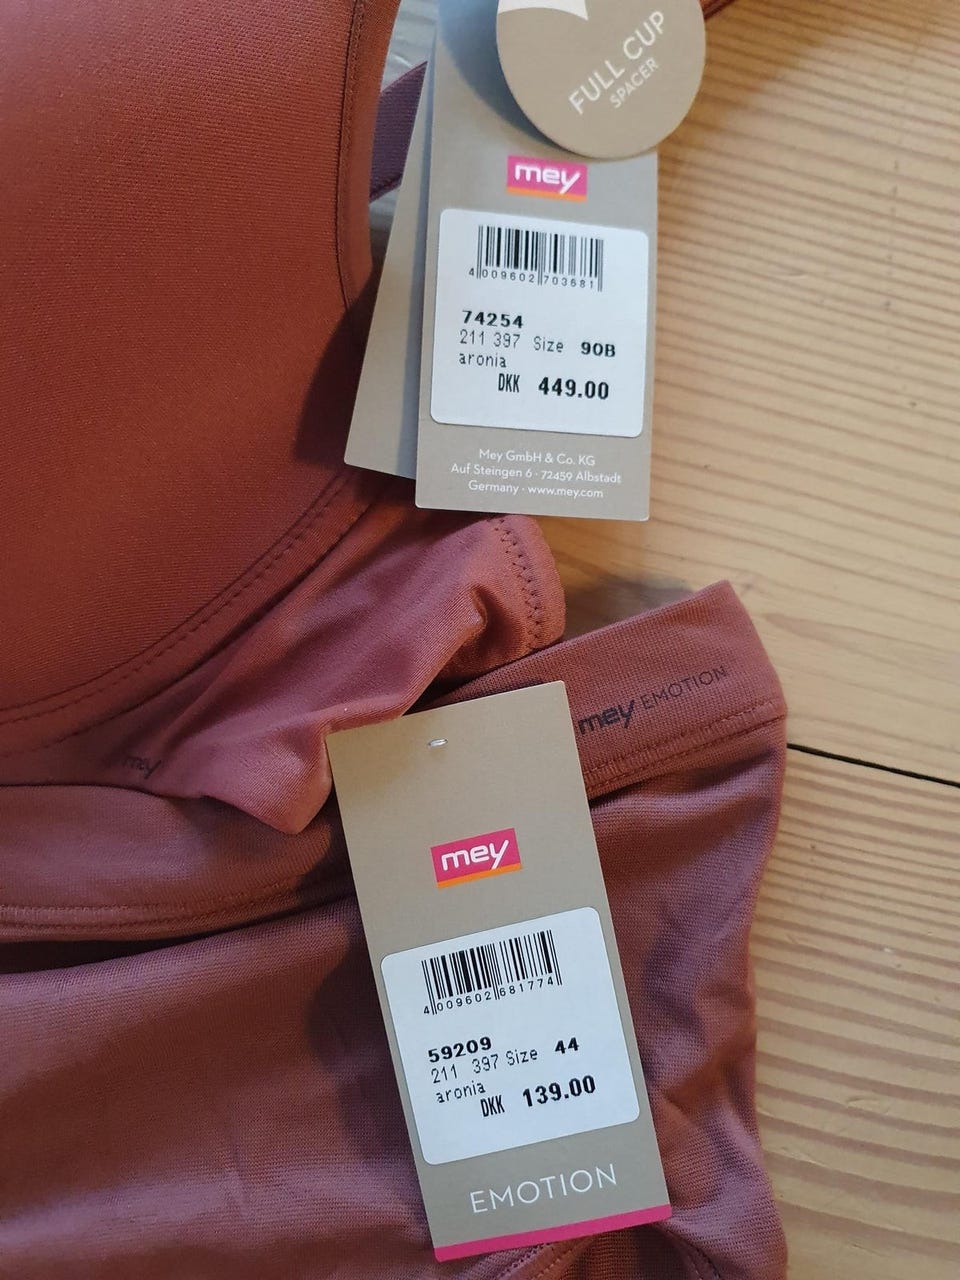 FULL CUP
SPACER
mey
4 009602 703681
74254
211 397 Size 90B
aronia
DKK 449.00
Mey GmbH & Co. KG
Auf Steingen 6 · 72459 Albstadt
Germany · www.mey.com
mey EMOTION
mey
mey
4 009602 681774
59209
211 397 Size 44
aronia
DKK 139.00
EMOTION